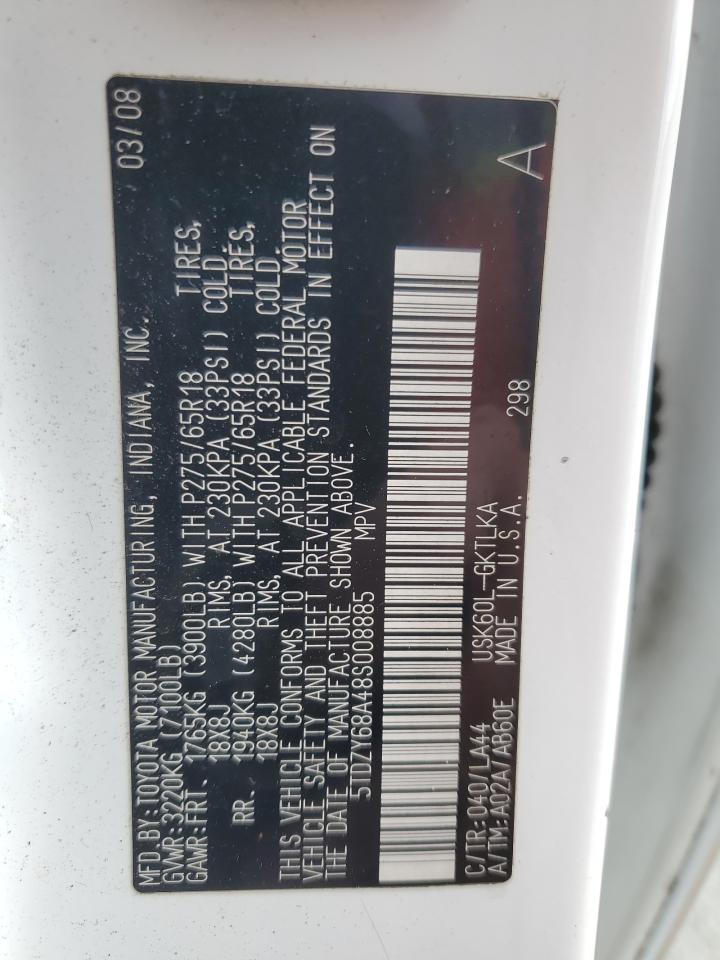 MFD.BY:TOYOTA MOTOR MANUFACTURING, INDIANA, INC. 03/08
GVWR:3220KG (7100LB)
GAWR:FRT. 1765KG (3900LB) WITH P275/65R18 TIRES,
18X8J RIMS, AT 230KPA (33PSI) COLD
RR. 1940KG (4280LB) WITH P275/65R18 TIRES,
18X8J RIMS, AT 230KPA (33PSI) COLD
THIS VEHICLE CONFORMS TO ALL APPLICABLE FEDERAL MOTOR
VEHICLE SAFETY AND THEFT PREVENTION STANDARDS IN EFFECT ON
THE DATE OF MANUFACTURE SHOWN ABOVE.
5TDZY68A48S008885 MPV
C/TR:040/LA44 USK60L-GKTLKA
A/TM:A02A/AB60E MADE IN U.S.A. 298 A